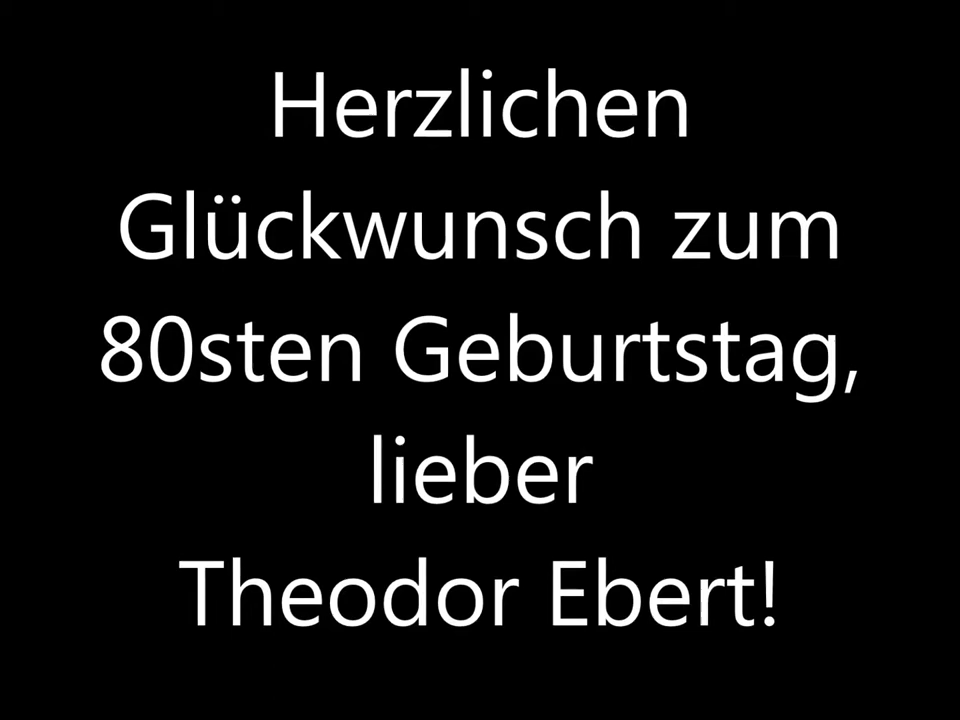 Herzlichen
Glückwunsch zum
80sten Geburtstag,
lieber
Theodor Ebert!